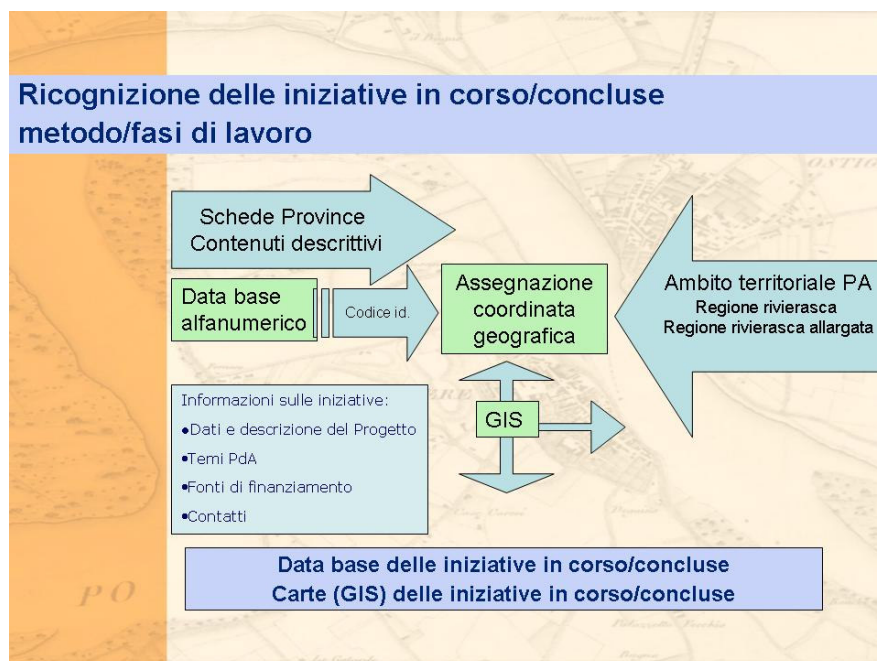 Ricognizione delle iniziative in corso/concluse
metodo/fasi di lavoro
OSTIG
Schede Province
Contenuti descrittivi
Data base
alfanumerico
Codice id.
Assegnazione
coordinata
geografica
Ambito territoriale PA
Regione rivierasca
Regione rivierasca allargata
Informazioni sulle iniziative:
•Dati e descrizione del Progetto
•Temi PdA
•Fonti di finanziamento
•Contatti
GIS
Data base delle iniziative in corso/concluse
Carte (GIS) delle iniziative in corso/concluse
PO